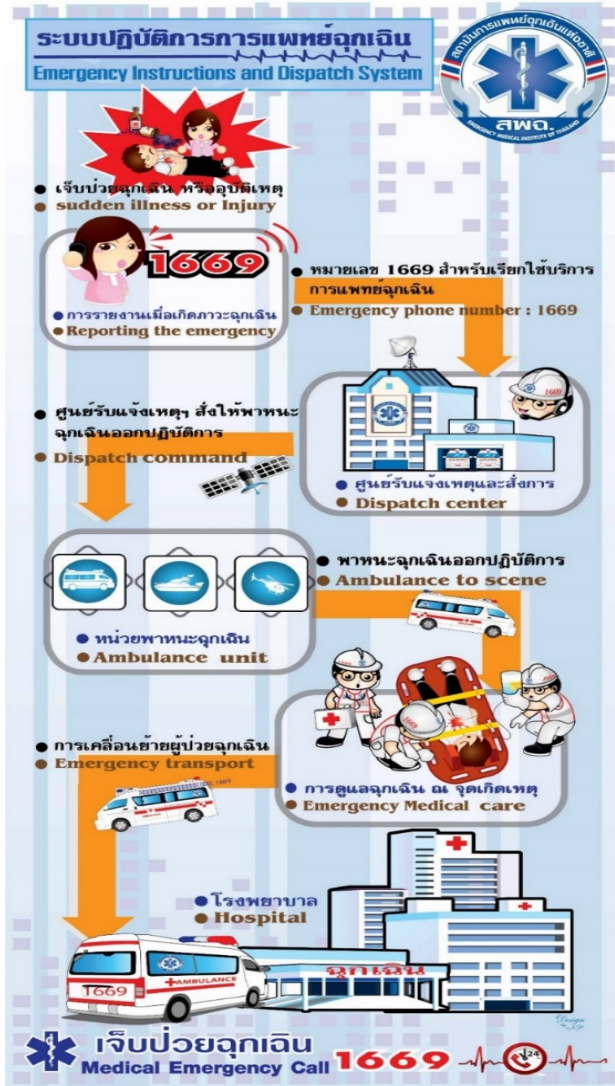 ระบบปฏิบัติการการแพทย์ฉุกเฉิน
Emergency Instructions and Dispatch System
สถาบันการแพทย์ฉุกเฉินแห่งชาติ
สพฉ.
EMERGENCY MEDICAL INSTITUTE OF THAILAND
● เจ็บป่วยฉุกเฉิน หรืออุบัติเหตุ
● sudden illness or Injury
1669
● การรายงานเมื่อเกิดภาวะฉุกเฉิน
● Reporting the emergency
● หมายเลข 1669 สำหรับเรียกใช้บริการ
การแพทย์ฉุกเฉิน
● Emergency phone number : 1669
1669
● ศูนย์รับแจ้งเหตุและสั่งการ
● Dispatch center
● ศูนย์รับแจ้งเหตุฯ สั่งให้พาหนะ
ฉุกเฉินออกปฏิบัติการ
● Dispatch command
● หน่วยพาหนะฉุกเฉิน
● Ambulance unit
● พาหนะฉุกเฉินออกปฏิบัติการ
● Ambulance to scene
1669
● การดูแลฉุกเฉิน ณ จุดเกิดเหตุ
● Emergency Medical care
● การเคลื่อนย้ายผู้ป่วยฉุกเฉิน
● Emergency transport
1669
● โรงพยาบาล
● Hospital
ฉุกเฉิน
1669
AMBULANCE
เจ็บป่วยฉุกเฉิน
Medical Emergency Call
1669
24